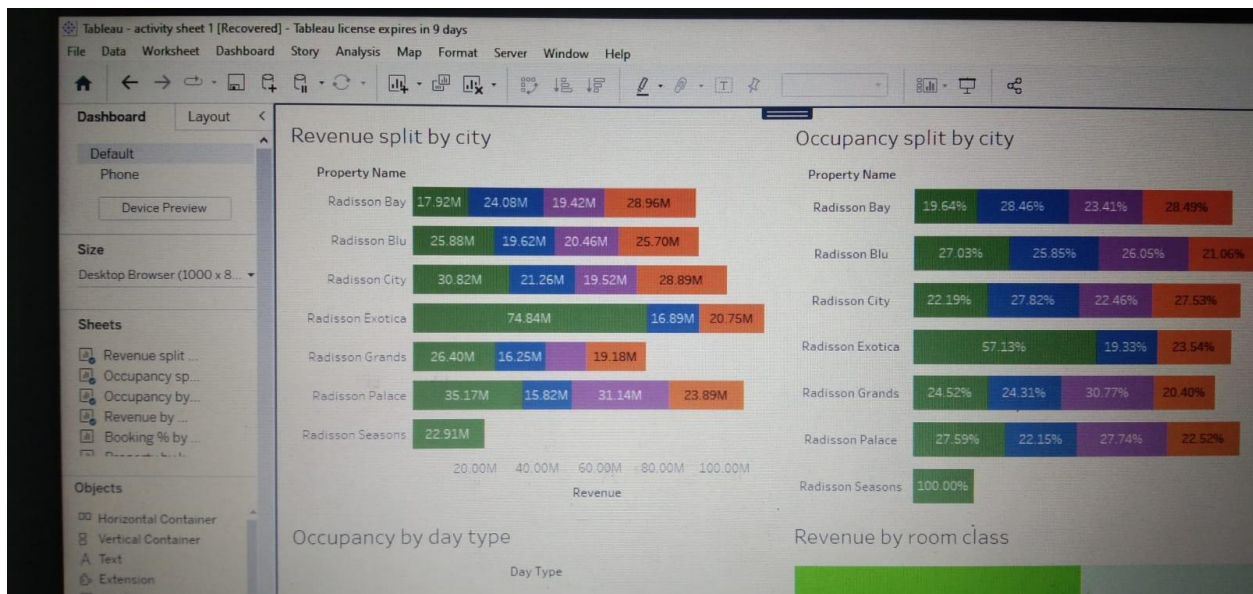 Tableau - activity sheet 1 [Recovered] - Tableau license expires in 9 days
File Data Worksheet Dashboard Story Analysis Map Format Server Window Help
Dashboard Layout
Default
Phone
Device Preview
Size
Desktop Browser (1000 x 8...
Sheets
Revenue split ...
Occupancy sp...
Occupancy by...
Revenue by ...
Booking % by ...
Objects
Horizontal Container
Vertical Container
Text
Extension
Revenue split by city
Property Name
Radisson Bay 17.92M 24.08M 19.42M 28.96M
Radisson Blu 25.88M 19.62M 20.46M 25.70M
Radisson City 30.82M 21.26M 19.52M 28.89M
Radisson Exotica 74.84M 16.89M 20.75M
Radisson Grands 26.40M 16.25M 19.18M
Radisson Palace 35.17M 15.82M 31.14M 23.89M
Radisson Seasons 22.91M
20.00M 40.00M 60.00M 80.00M 100.00M
Revenue
Occupancy split by city
Property Name
Radisson Bay 19.64% 28.46% 23.41% 28.49%
Radisson Blu 27.03% 25.85% 26.05% 21.06%
Radisson City 22.19% 27.82% 22.46% 27.53%
Radisson Exotica 57.13% 19.33% 23.54%
Radisson Grands 24.52% 24.31% 30.77% 20.40%
Radisson Palace 27.59% 22.15% 27.74% 22.52%
Radisson Seasons 100.00%
Occupancy by day type
Day Type
Revenue by room class